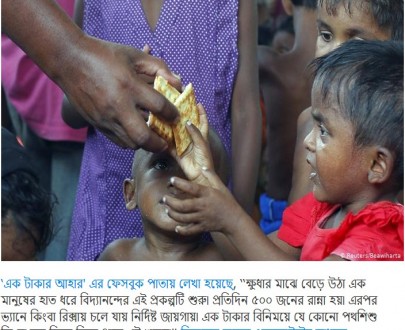 © Reuters/Beawiharta
'এক টাকার আহার' এর ফেসবুক পাতায় লেখা হয়েছে, "ক্ষুধার মাঝে বেড়ে উঠা এক
মানুষের হাত ধরে বিদ্যানন্দের এই প্রকল্পটি শুরু৷ প্রতিদিন ৫০০ জনের রান্না হয়৷ এরপর
ভ্যানে কিংবা রিক্সায় চলে যায় নির্দিষ্ট জায়গায়৷ এক টাকার বিনিময়ে যে কোনো পথশিশু